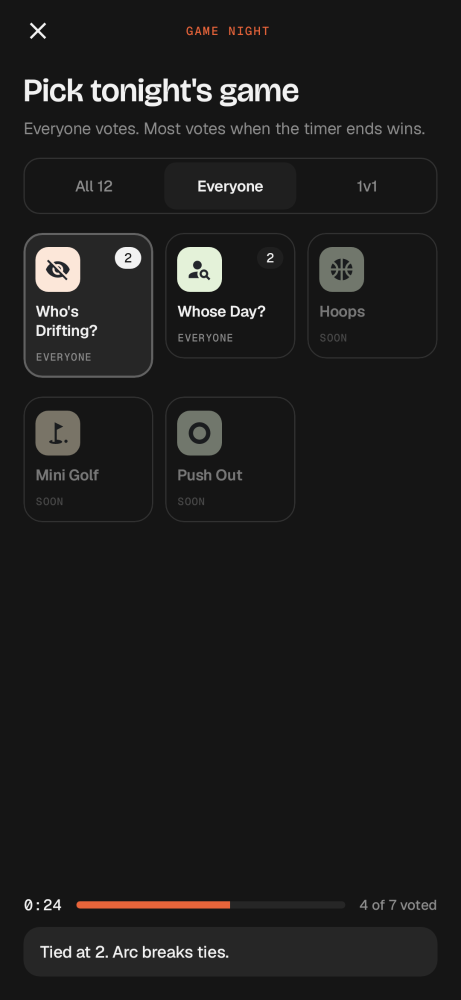 GAME NIGHT
Pick tonight's game
Everyone votes. Most votes when the timer ends wins.
All 12 Everyone 1v1
2
Who's
Drifting?
EVERYONE
2
Whose Day?
EVERYONE
Hoops
SOON
Mini Golf
SOON
Push Out
SOON
0:24 4 of 7 voted
Tied at 2. Arc breaks ties.